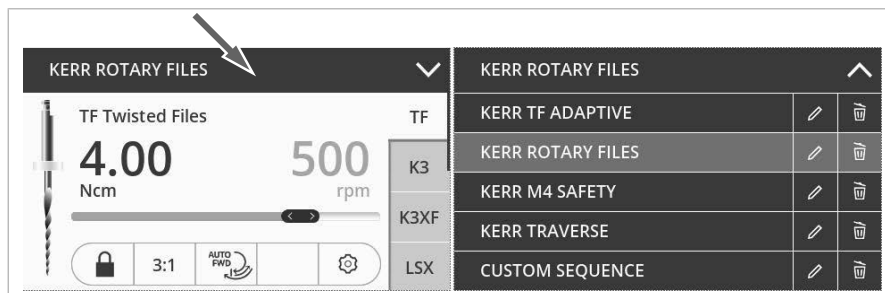 KERR ROTARY FILES
TF Twisted Files
4.00
Ncm
500
rpm
3:1
AUTO
FWD
TF
K3
K3XF
LSX
KERR ROTARY FILES
KERR TF ADAPTIVE
KERR ROTARY FILES
KERR M4 SAFETY
KERR TRAVERSE
CUSTOM SEQUENCE